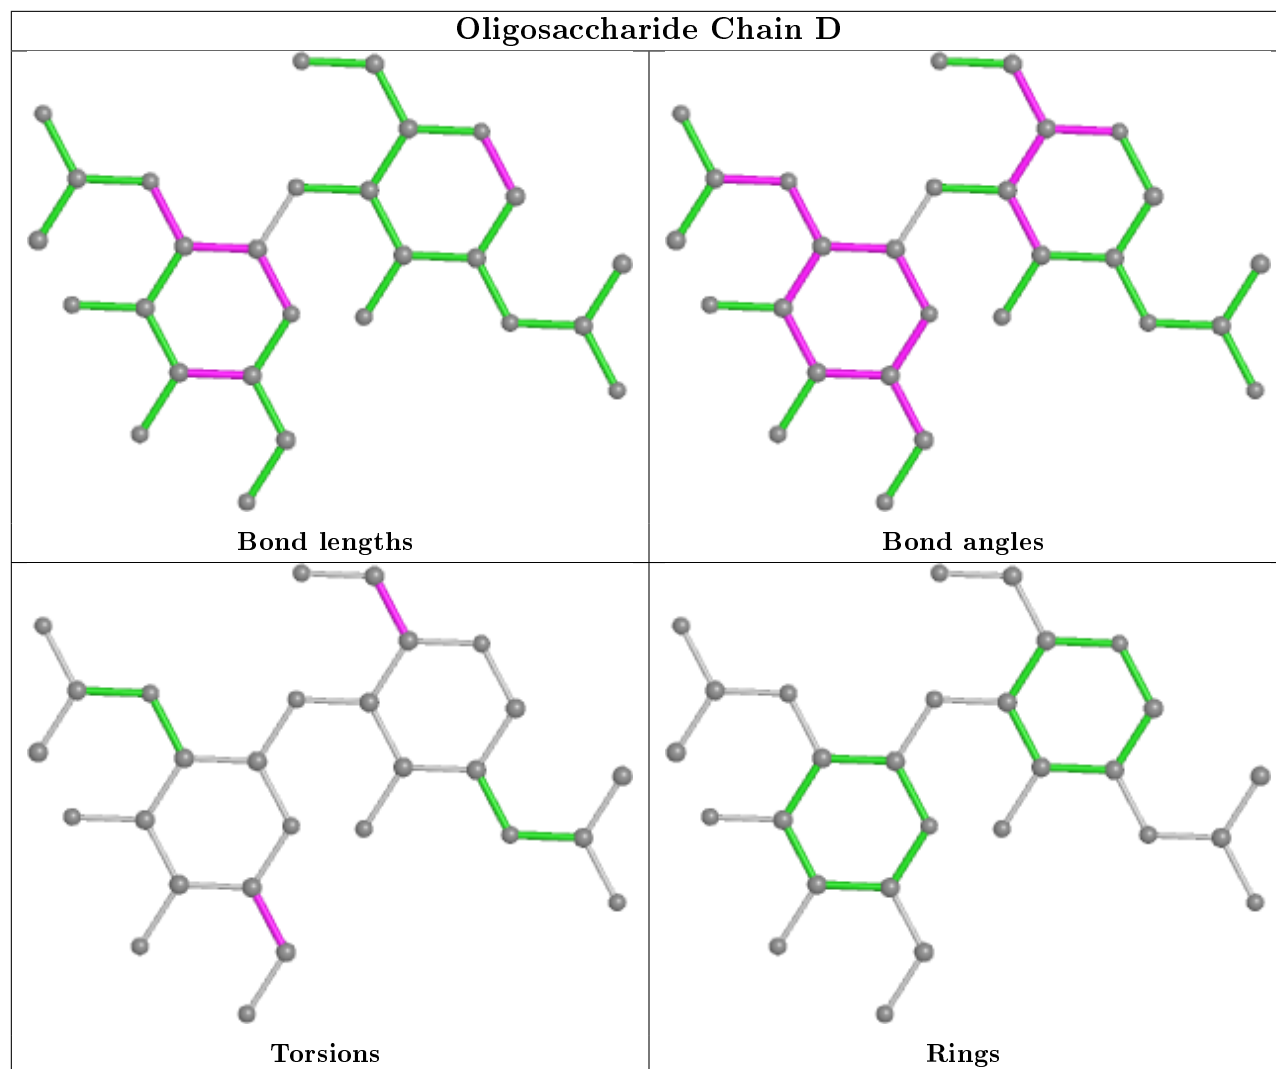 Oligosaccharide Chain D
Bond lengths
Bond angles
Torsions
Rings